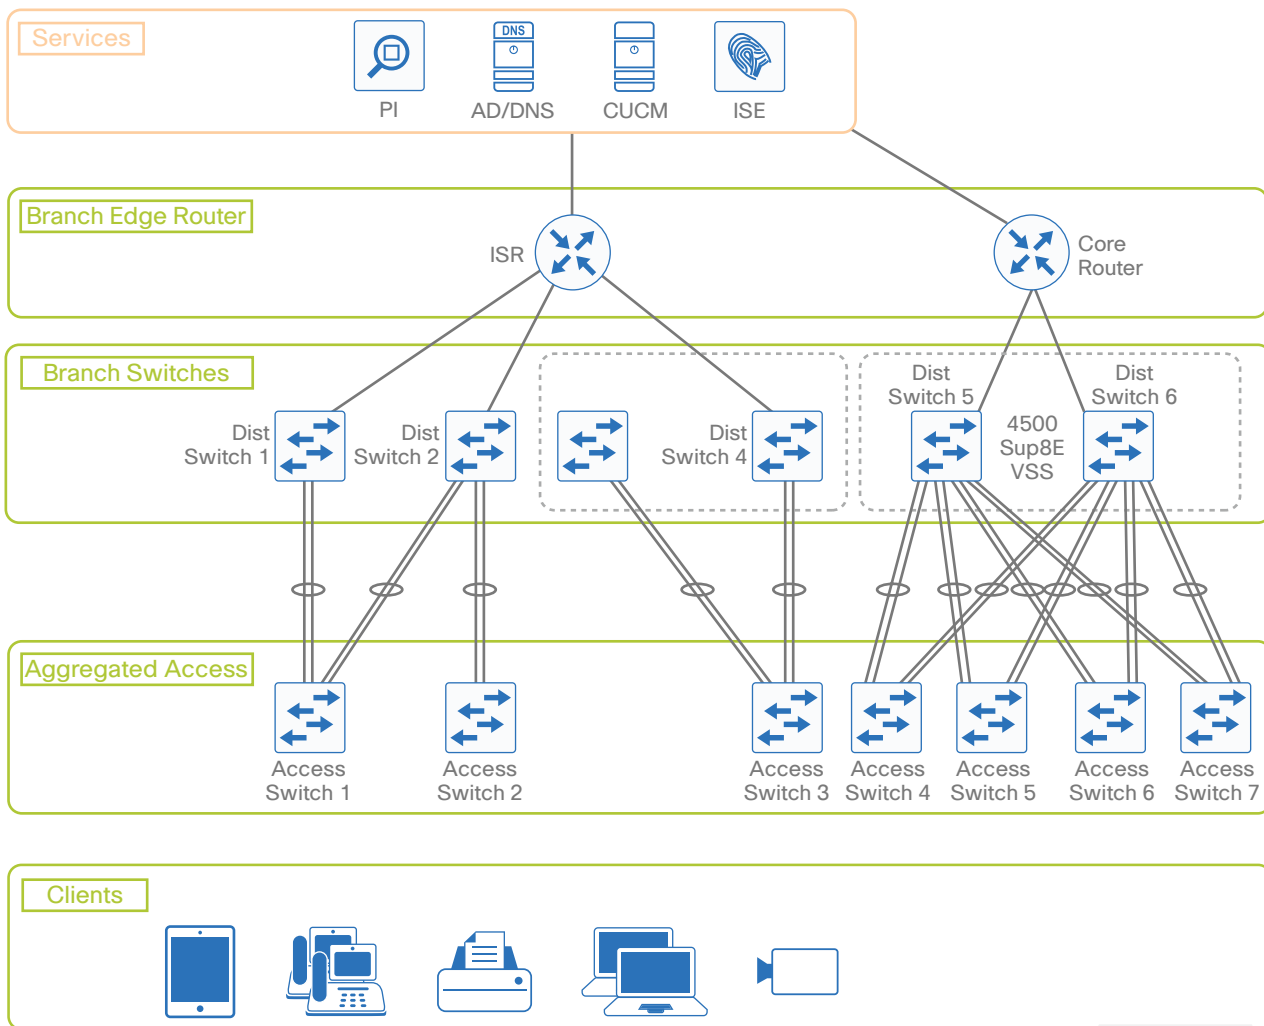 Services
DNS
PI
AD/DNS
CUCM
ISE
Branch Edge Router
ISR
Core
Router
Branch Switches
Dist
Switch 1
Dist
Switch 2
Dist
Switch 4
Dist
Switch 5
4500
Sup8E
VSS
Dist
Switch 6
Aggregated Access
Access
Switch 1
Access
Switch 2
Access
Switch 3
Access
Switch 4
Access
Switch 5
Access
Switch 6
Access
Switch 7
Clients